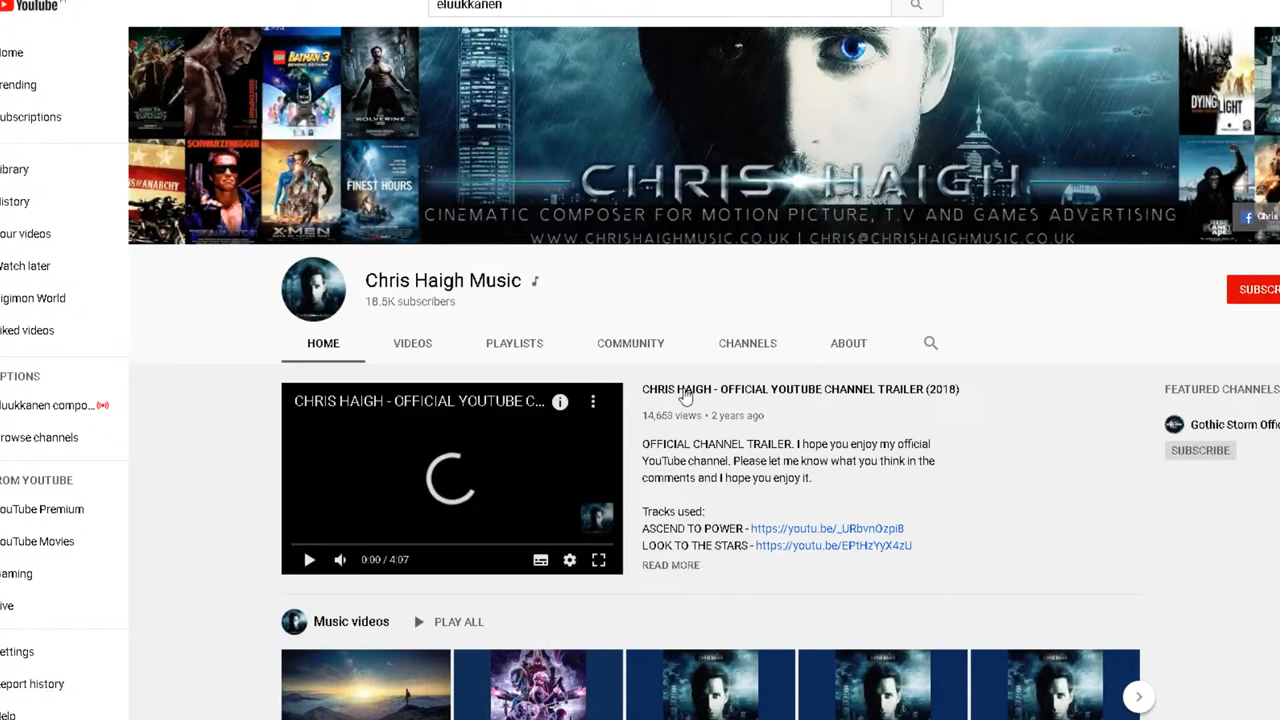 YouTube
eluukkanen
ome
rending
ubscriptions
ibrary
istory
our videos
atch later
igimon World
iked videos
PTIONS
luukkanen compo...
rowse channels
ROM YOUTUBE
ouTube Premium
ouTube Movies
aming
ive
ettings
eport history
elp
BATMAN 3
WOLVERINE
ANARCHY
SCHWARZENEGGER
X-MEN
FINEST HOURS
DYING LIGHT
CHRIS HAIGH
CINEMATIC COMPOSER FOR MOTION PICTURE, T.V AND GAMES ADVERTISING
WWW.CHRISHAIGHMUSIC.CO.UK | CHRIS@CHRISHAIGHMUSIC.CO.UK
Chris
Chris Haigh Music
18.5K subscribers
SUBSCR
HOME VIDEOS PLAYLISTS COMMUNITY CHANNELS ABOUT
CHRIS HAIGH - OFFICIAL YOUTUBE C...
0:00 / 4:07
CHRIS HAIGH - OFFICIAL YOUTUBE CHANNEL TRAILER (2018)
14,653 views • 2 years ago
OFFICIAL CHANNEL TRAILER. I hope you enjoy my official
YouTube channel. Please let me know what you think in the
comments and I hope you enjoy it.
Tracks used:
ASCEND TO POWER - https://youtu.be/_URbvnOzpi8
LOOK TO THE STARS - https://youtu.be/EPtHzYyX4zU
READ MORE
FEATURED CHANNELS
Gothic Storm Offi
SUBSCRIBE
Music videos PLAY ALL